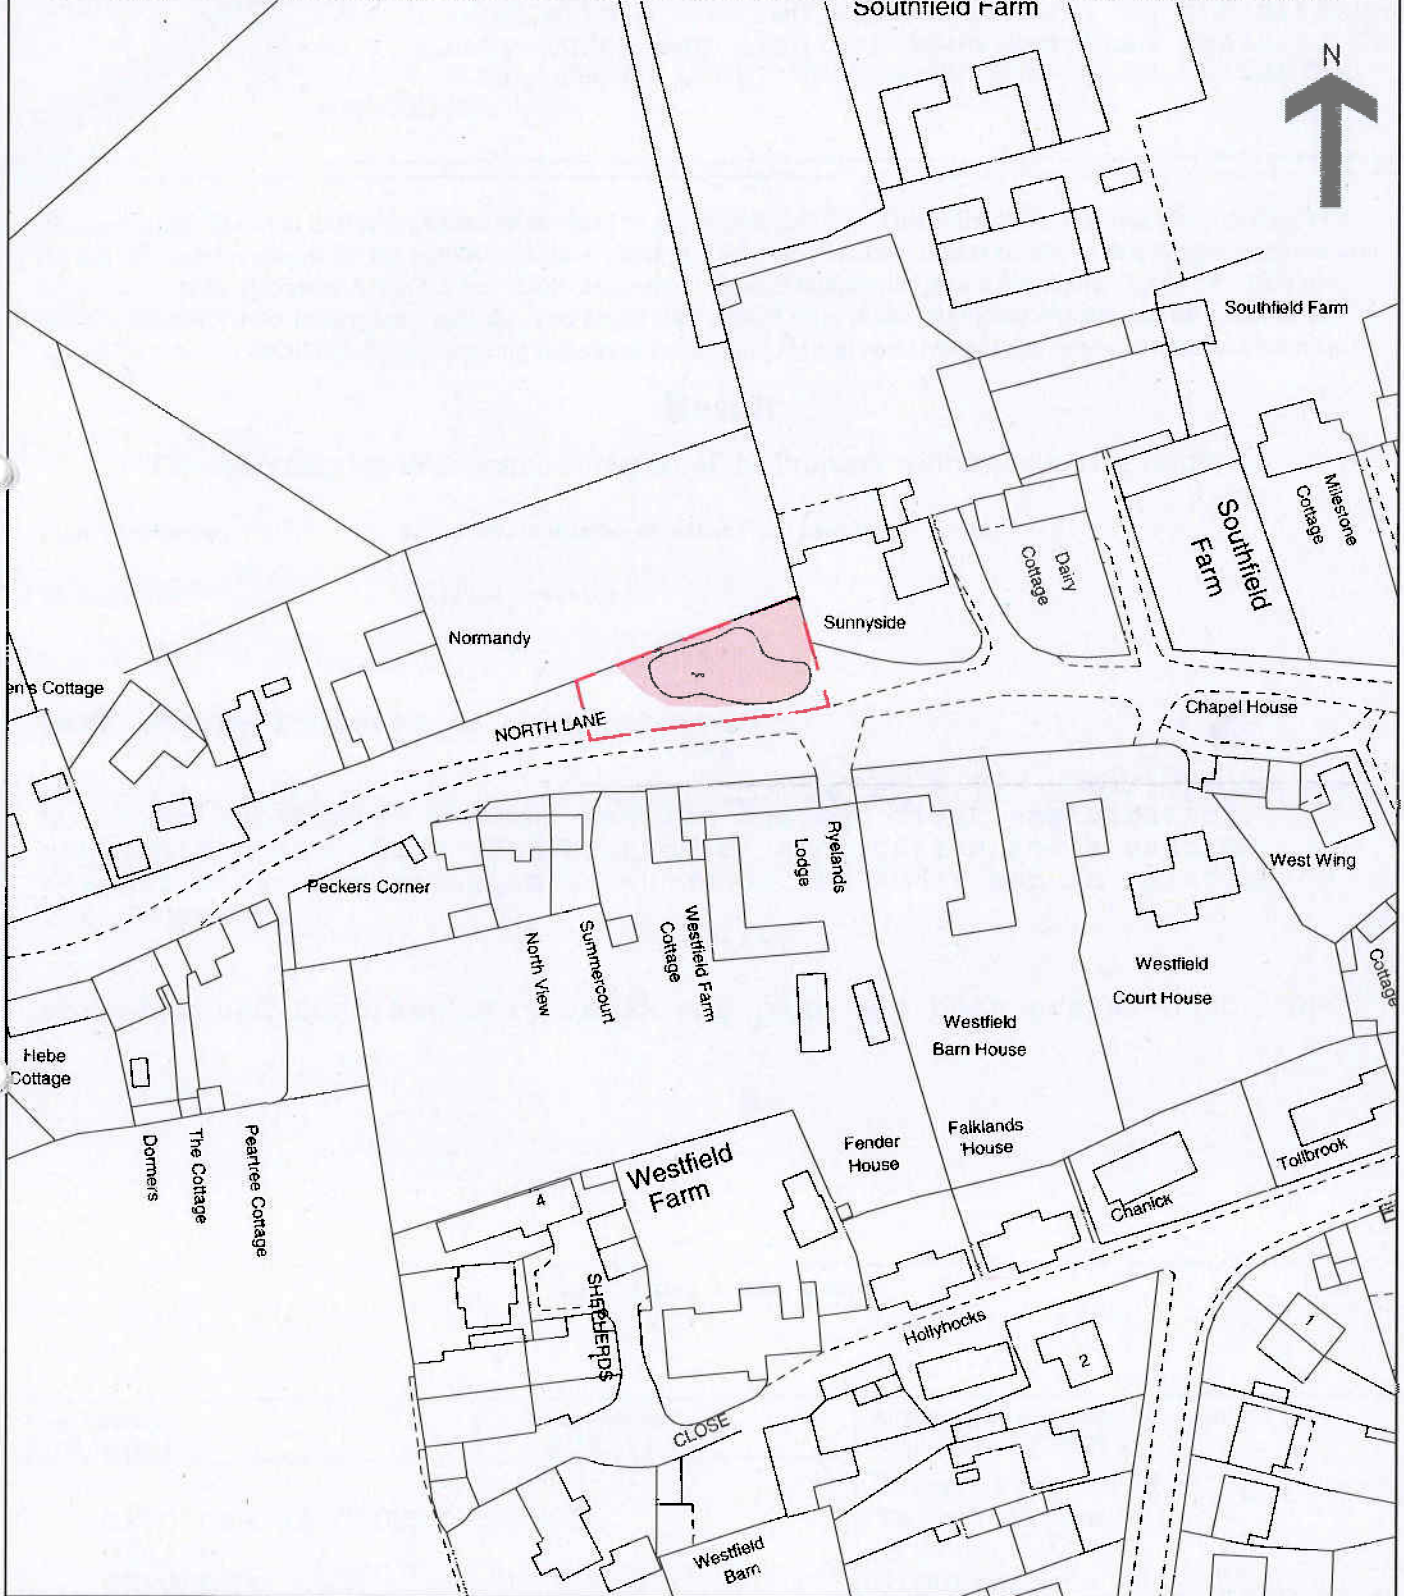 Southfield Farm
N
Southfield Farm
Milestone
Cottage
Southfield
Farm
Dairy
Cottage
Sunnyside
Normandy
en's Cottage
NORTH LANE
Chapel House
Ryelands
Lodge
West Wing
Peckers Corner
North View
Summercourt
Westfield Farm
Cottage
Westfield
Court House
Cottage
Westfield
Barn House
Hebe
Cottage
Dormers
The Cottage
Peartree Cottage
Westfield
Farm
Fender
House
Falklands
House
Tollbrook
Chanick
4
SHEPHERDS
CLOSE
Hollyhocks
2
1
Westfield
Barn